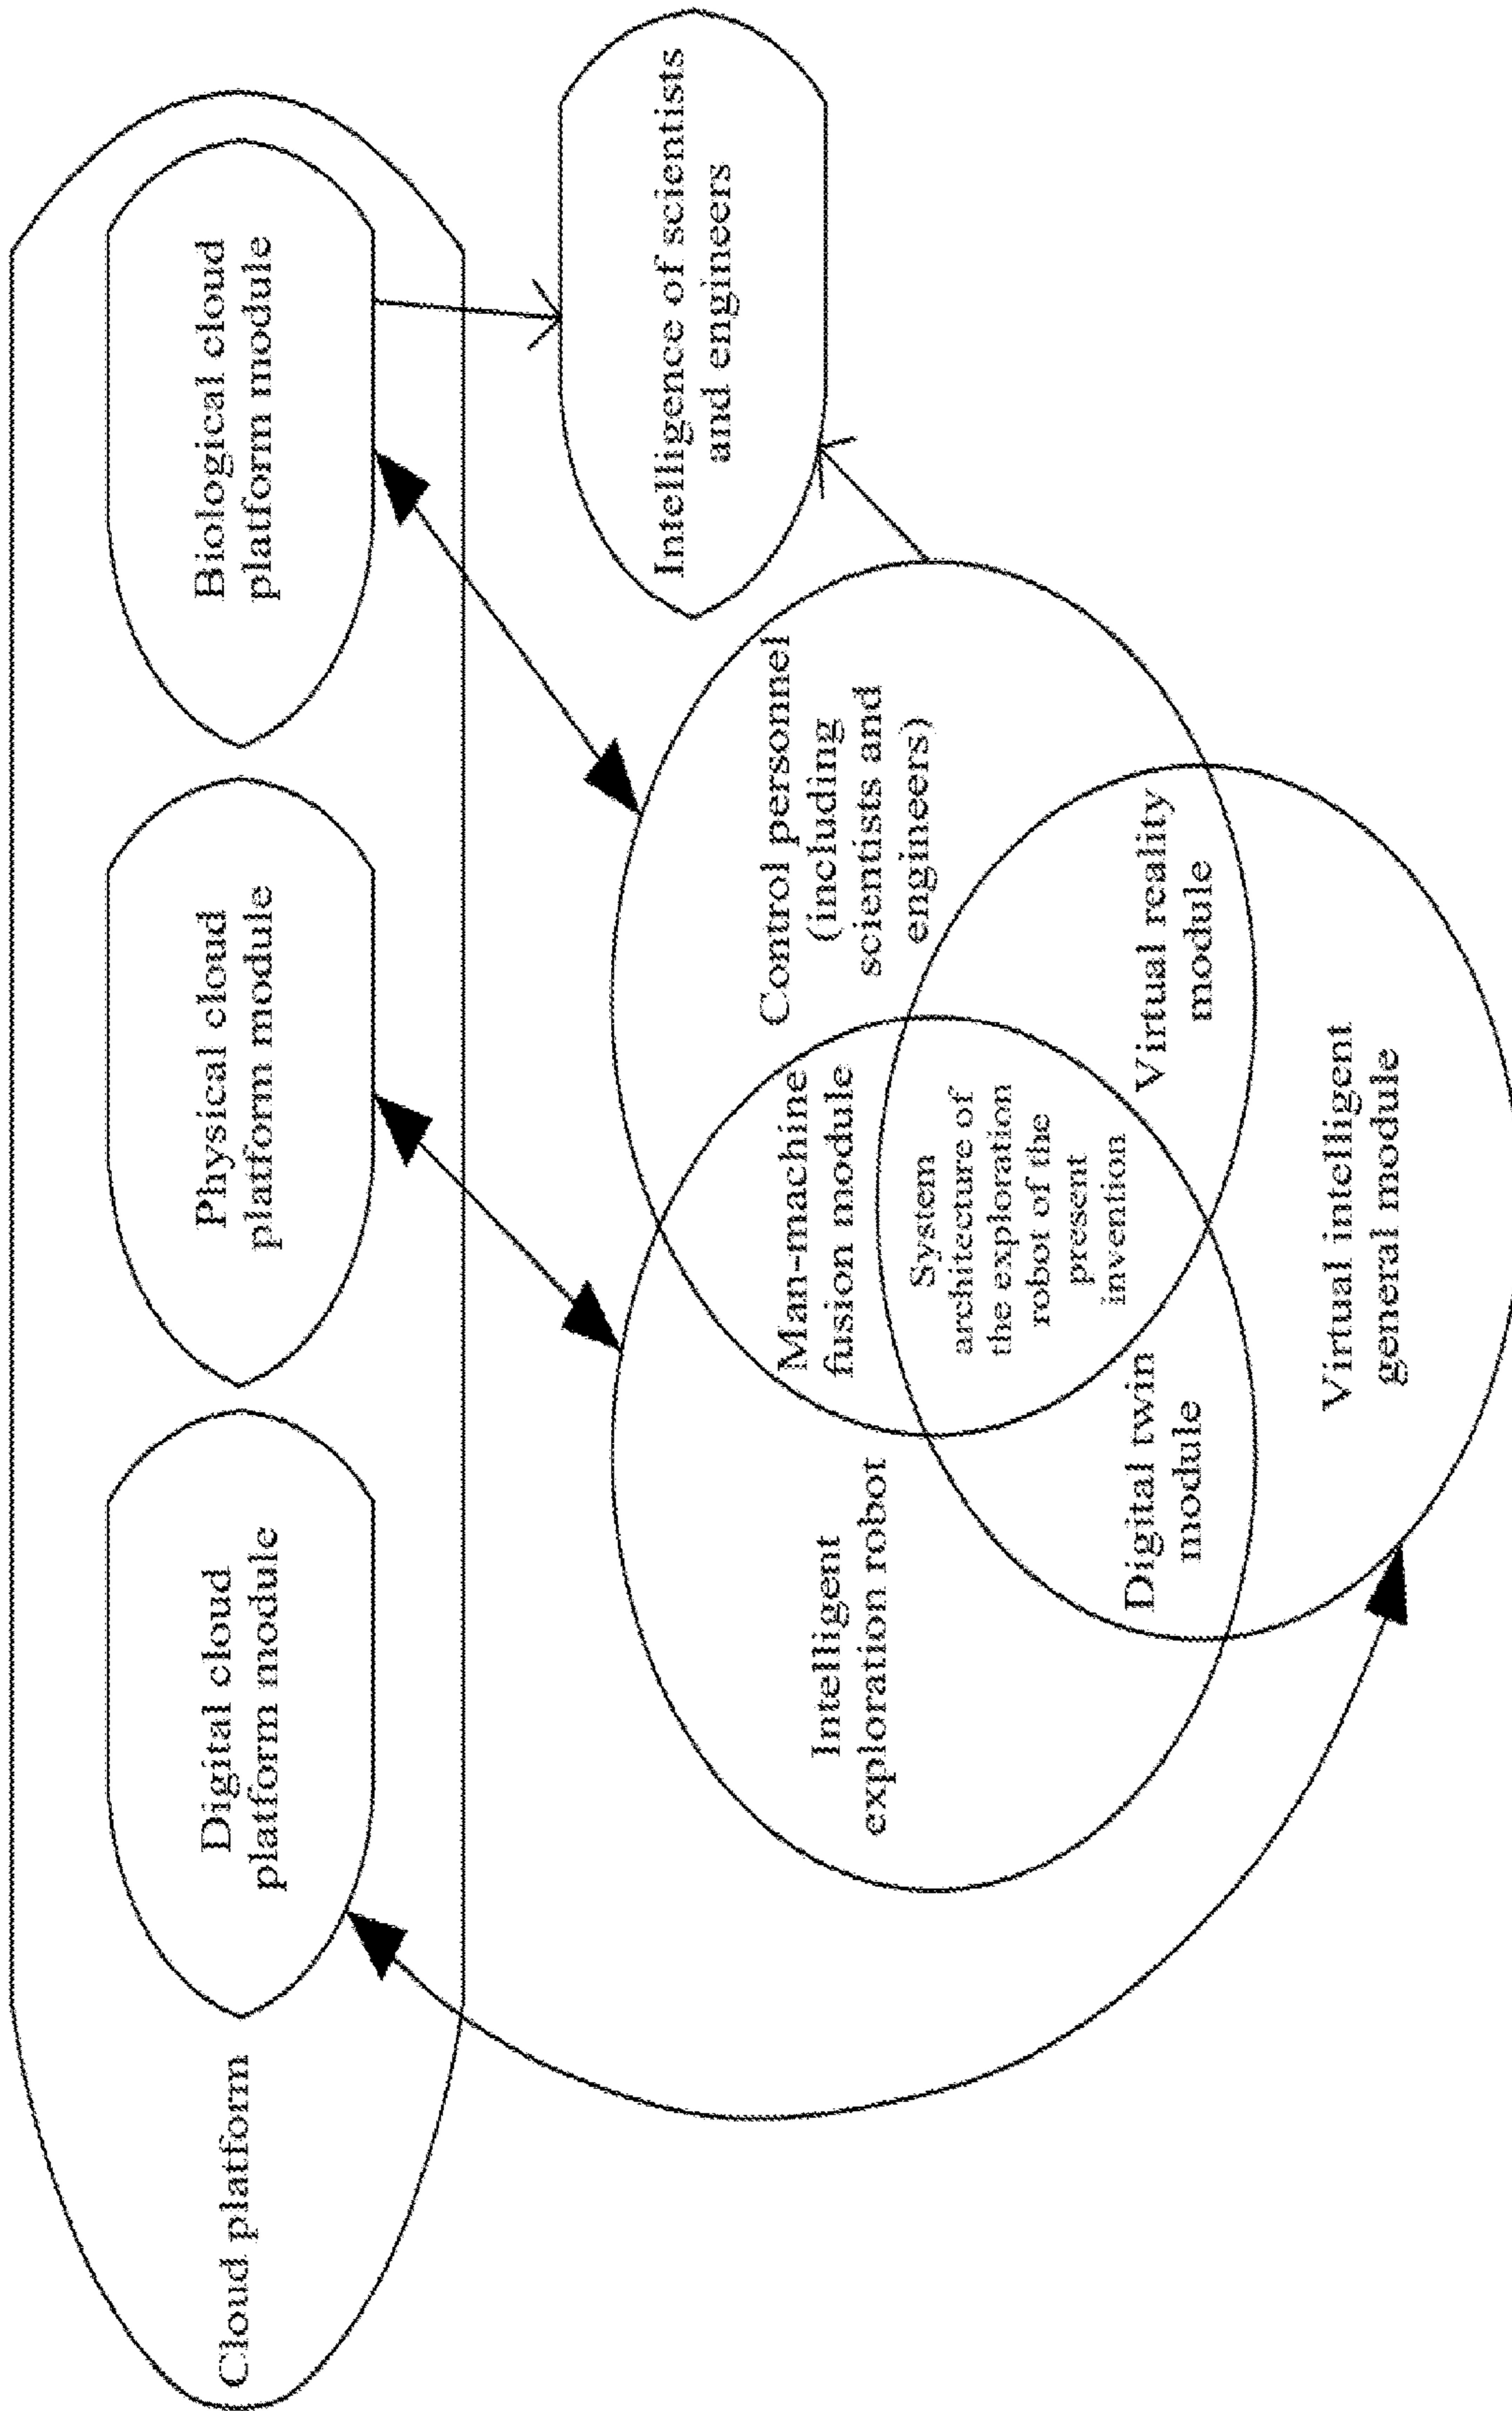 Cloud platform
Digital cloud
platform module
Physical cloud
platform module
Biological cloud
platform module
Intelligence of scientists
and engineers
Intelligent
exploration robot
Man-machine
fusion module
Control personnel
(including
scientists and
engineers)
System
architecture of
the exploration
robot of the
present
invention
Digital twin
module
Virtual reality
module
Virtual intelligent
general module